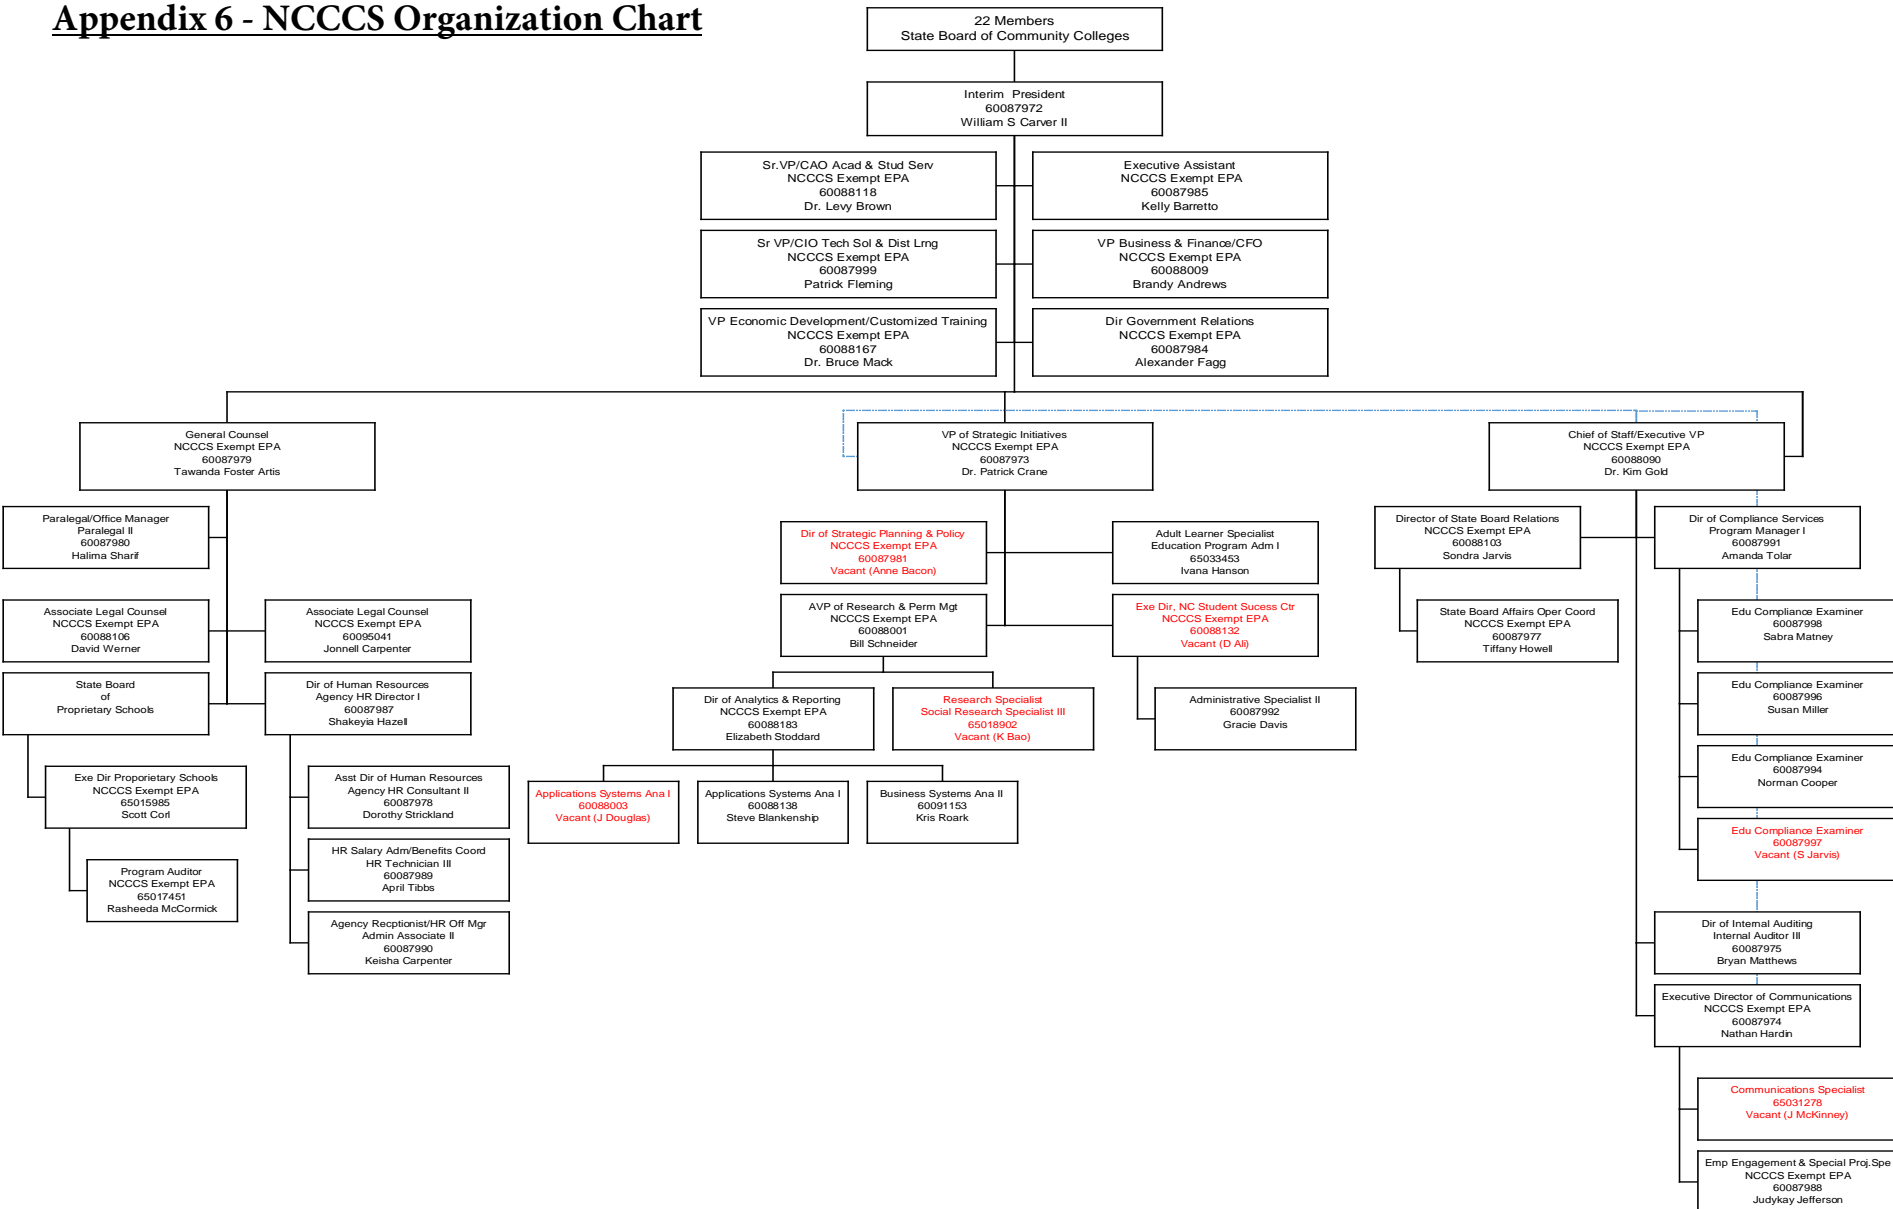 Appendix 6 - NCCCS Organization Chart
22 Members
State Board of Community Colleges
Interim President
60087972
William S Carver II
Sr.VP/CAO Acad & Stud Serv
NCCCS Exempt EPA
60088118
Dr. Levy Brown
Executive Assistant
NCCCS Exempt EPA
60087985
Kelly Barretto
Sr VP/CIO Tech Sol & Dist Lrng
NCCCS Exempt EPA
60087999
Patrick Fleming
VP Business & Finance/CFO
NCCCS Exempt EPA
60088009
Brandy Andrews
VP Economic Development/Customized Training
NCCCS Exempt EPA
60088167
Dr. Bruce Mack
Dir Government Relations
NCCCS Exempt EPA
60087984
Alexander Fagg
General Counsel
NCCCS Exempt EPA
60087979
Tawanda Foster Artis
VP of Strategic Initiatives
NCCCS Exempt EPA
60087973
Dr. Patrick Crane
Chief of Staff/Executive VP
NCCCS Exempt EPA
60088090
Dr. Kim Gold
Paralegal/Office Manager
Paralegal II
60087980
Halima Sharif
Associate Legal Counsel
NCCCS Exempt EPA
60088106
David Werner
Associate Legal Counsel
NCCCS Exempt EPA
60095041
Jonnell Carpenter
State Board
of
Proprietary Schools
Dir of Human Resources
Agency HR Director I
60087987
Shakeyia Hazell
Exe Dir Proporietary Schools
NCCCS Exempt EPA
65015985
Scott Corl
Program Auditor
NCCCS Exempt EPA
65017451
Rasheeda McCormick
Asst Dir of Human Resources
Agency HR Consultant II
60087978
Dorothy Strickland
HR Salary Adm/Benefits Coord
HR Technician III
60087989
April Tibbs
Agency Recptionist/HR Off Mgr
Admin Associate II
60087990
Keisha Carpenter
Dir of Strategic Planning & Policy
NCCCS Exempt EPA
60087981
Vacant (Anne Bacon)
Adult Learner Specialist
Education Program Adm I
65033453
Ivana Hanson
AVP of Research & Perm Mgt
NCCCS Exempt EPA
60088001
Bill Schneider
Exe Dir, NC Student Sucess Ctr
NCCCS Exempt EPA
60088132
Vacant (D Ali)
Dir of Analytics & Reporting
NCCCS Exempt EPA
60088183
Elizabeth Stoddard
Research Specialist
Social Research Specialist III
65018902
Vacant (K Bao)
Administrative Specialist II
60087992
Gracie Davis
Applications Systems Ana I
60088003
Vacant (J Douglas)
Applications Systems Ana I
60088138
Steve Blankenship
Business Systems Ana II
60091153
Kris Roark
Director of State Board Relations
NCCCS Exempt EPA
60088103
Sondra Jarvis
Dir of Compliance Services
Program Manager I
60087991
Amanda Tolar
State Board Affairs Oper Coord
NCCCS Exempt EPA
60087977
Tiffany Howell
Edu Compliance Examiner
60087998
Sabra Matney
Edu Compliance Examiner
60087996
Susan Miller
Edu Compliance Examiner
60087994
Norman Cooper
Edu Compliance Examiner
60087997
Vacant (S Jarvis)
Dir of Internal Auditing
Internal Auditor III
60087975
Bryan Matthews
Executive Director of Communications
NCCCS Exempt EPA
60087974
Nathan Hardin
Communications Specialist
65031278
Vacant (J McKinney)
Emp Engagement & Special Proj.Spe
NCCCS Exempt EPA
60087988
Judykay Jefferson